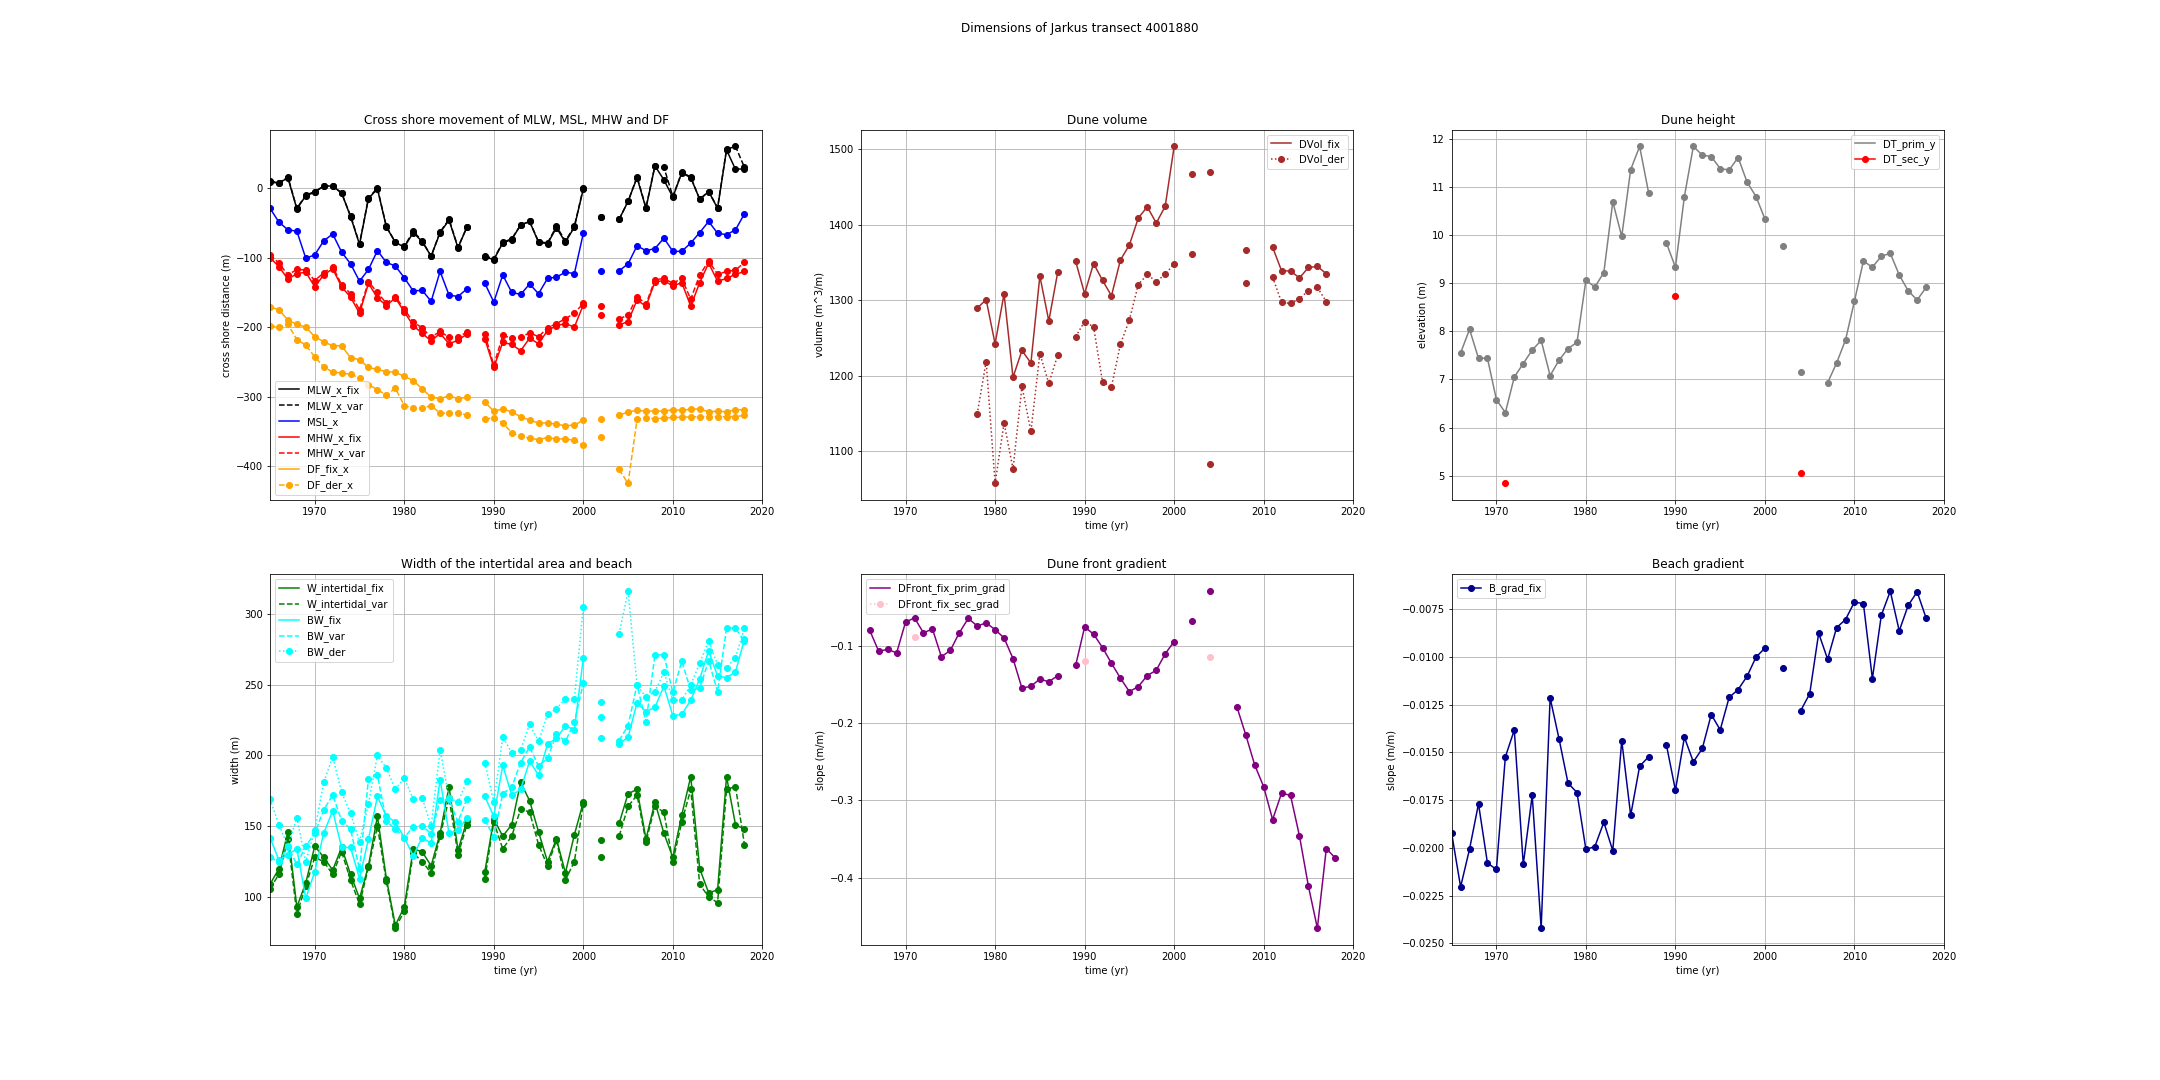 Dimensions of Jarkus transect 4001880
Cross shore movement of MLW, MSL, MHW and DF
cross shore distance (m)
0
−100
−200
−300
−400
MLW_x_fix
MLW_x_var
MSL_x
MHW_x_fix
MHW_x_var
DF_fix_x
DF_der_x
1970 1980 1990 2000 2010 2020
time (yr)
Dune volume
volume (m^3/m)
1500
1400
1300
1200
1100
DVol_fix
DVol_der
1970 1980 1990 2000 2010 2020
time (yr)
Dune height
elevation (m)
12
11
10
9
8
7
6
5
DT_prim_y
DT_sec_y
1970 1980 1990 2000 2010 2020
time (yr)
Width of the intertidal area and beach
width (m)
300
250
200
150
100
W_intertidal_fix
W_intertidal_var
BW_fix
BW_var
BW_der
1970 1980 1990 2000 2010 2020
time (yr)
Dune front gradient
slope (m/m)
−0.1
−0.2
−0.3
−0.4
DFront_fix_prim_grad
DFront_fix_sec_grad
1970 1980 1990 2000 2010 2020
time (yr)
Beach gradient
slope (m/m)
−0.0075
−0.0100
−0.0125
−0.0150
−0.0175
−0.0200
−0.0225
−0.0250
B_grad_fix
1970 1980 1990 2000 2010 2020
time (yr)